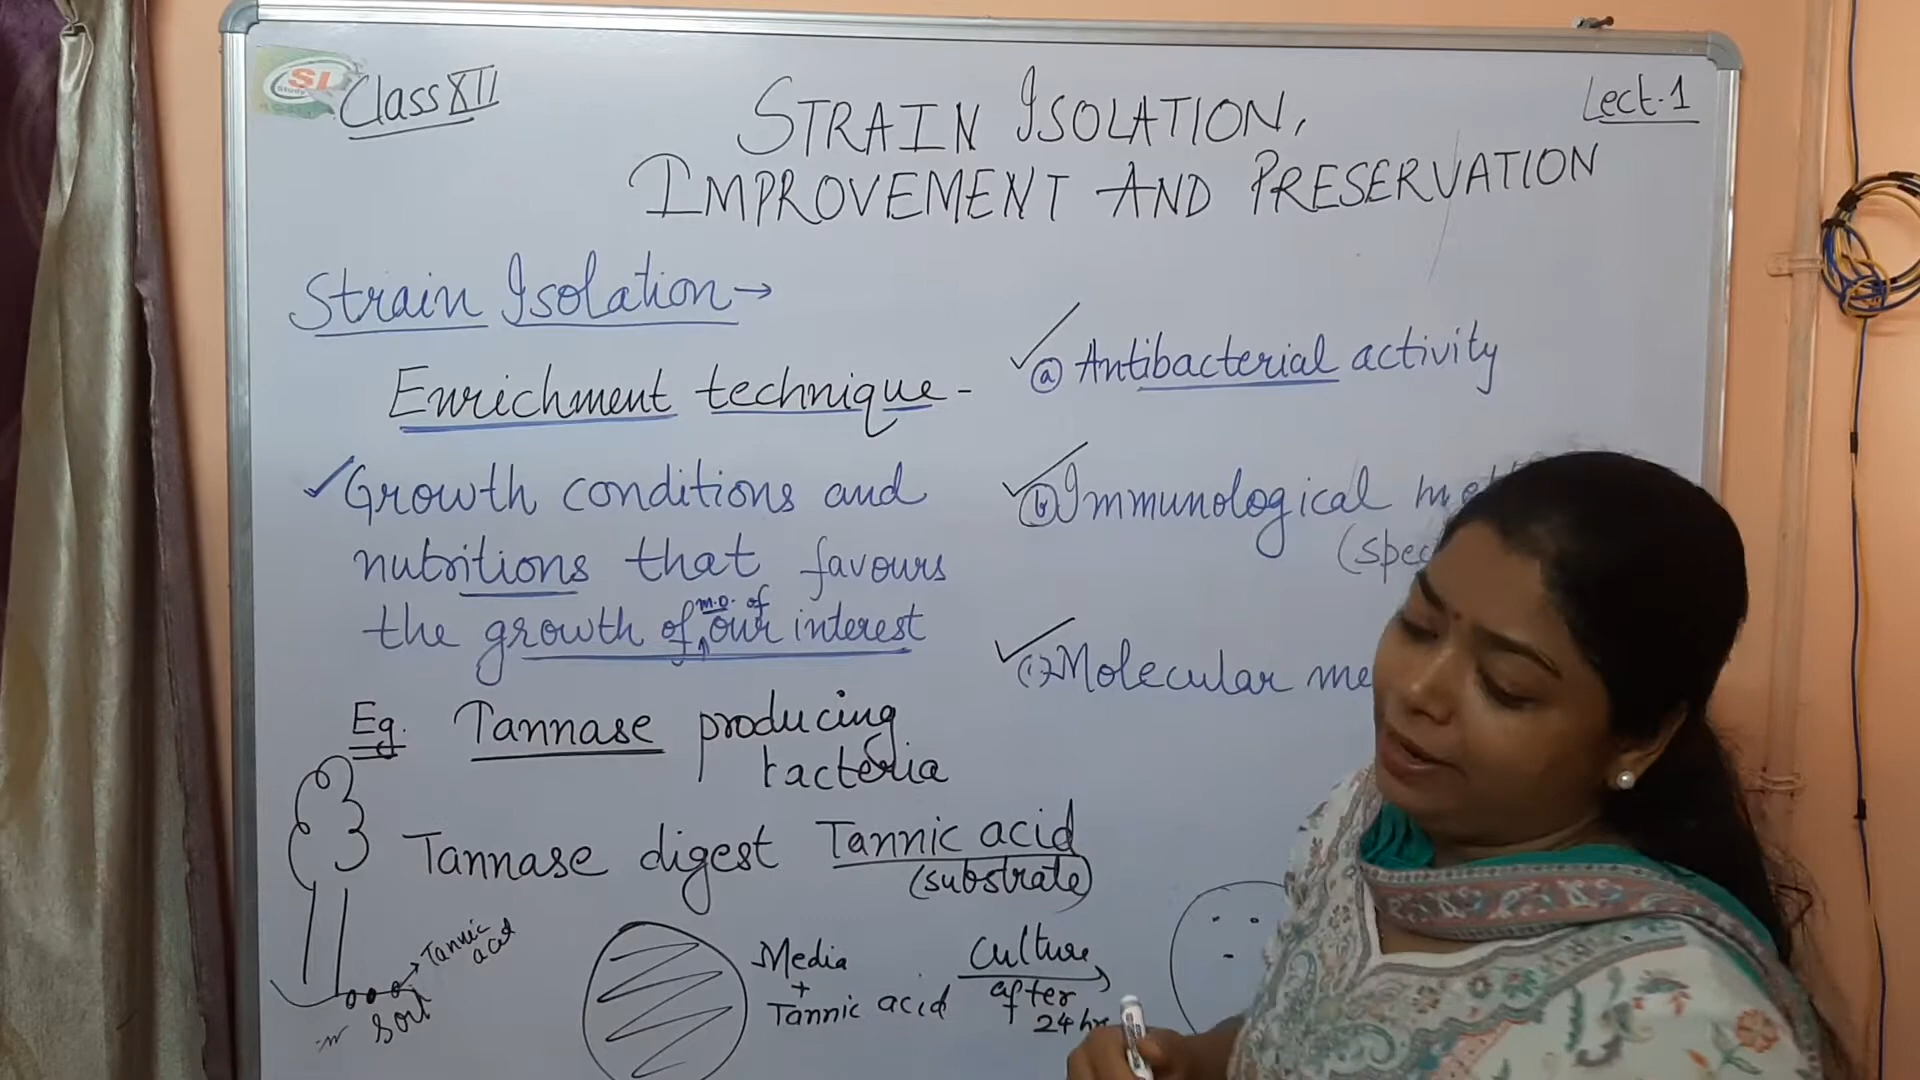 SI
Study
Class XII
Lect.1
STRAIN ISOLATION,
IMPROVEMENT AND PRESERVATION
Strain Isolation→
Enrichment technique-
✓Growth conditions and
nutritions that favours
m.o. of
the growth of our interest
Eg. Tannase producing
bacteria
Tannase digest Tannic acid
(substrate)
Tannic
acid
Soil
Media
+
Tannic acid
Culture
after
24 hr
✓ⓐ Antibacterial activity
✓ⓑ Immunological
✓(c) Molecular